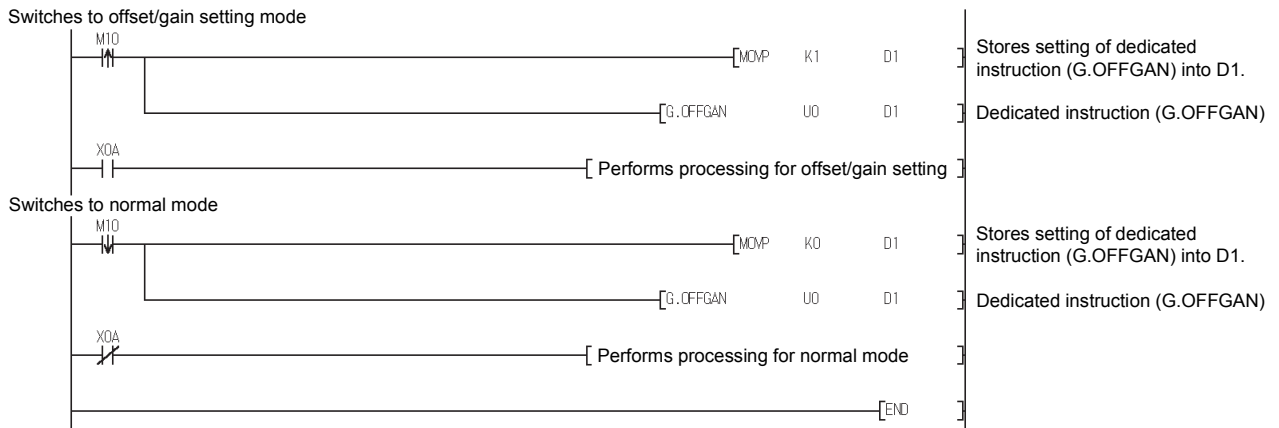 Switches to offset/gain setting mode
M10
MOVP K1 D1
Stores setting of dedicated
instruction (G.OFFGAN) into D1.
G.OFFGAN U0 D1
Dedicated instruction (G.OFFGAN)
X0A
Performs processing for offset/gain setting
Switches to normal mode
M10
MOVP K0 D1
Stores setting of dedicated
instruction (G.OFFGAN) into D1.
G.OFFGAN U0 D1
Dedicated instruction (G.OFFGAN)
X0A
Performs processing for normal mode
END